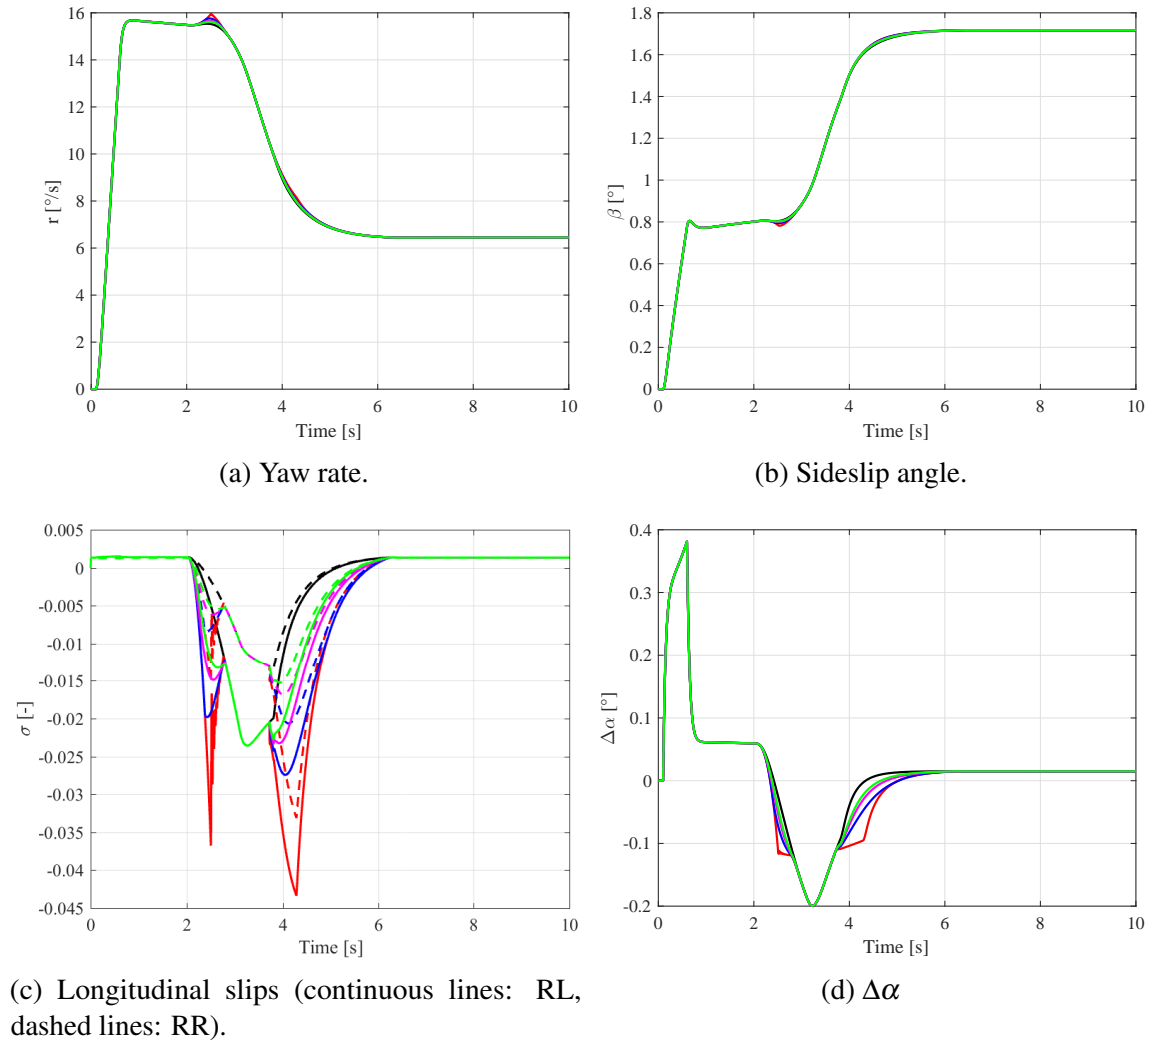 16
14
12
10
8
6
4
2
0
r [°/s]
0 2 4 6 8 10
Time [s]
(a) Yaw rate.
1.8
1.6
1.4
1.2
1
0.8
0.6
0.4
0.2
0
β [°]
0 2 4 6 8 10
Time [s]
(b) Sideslip angle.
0.005
0
-0.005
-0.01
-0.015
-0.02
-0.025
-0.03
-0.035
-0.04
-0.045
σ [-]
0 2 4 6 8 10
Time [s]
(c) Longitudinal slips (continuous lines: RL,
dashed lines: RR).
0.4
0.3
0.2
0.1
0
-0.1
-0.2
Δα [°]
0 2 4 6 8 10
Time [s]
(d) Δα